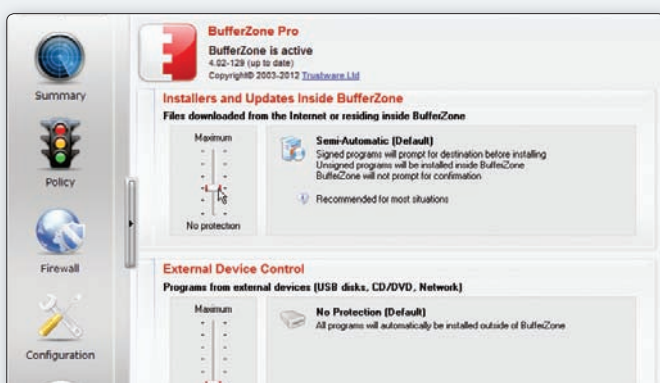 BufferZone Pro
BufferZone is active
4.02-129 (up to date)
Copyright© 2003-2012 Trustware Ltd
Summary
Policy
Firewall
Configuration
Installers and Updates Inside BufferZone
Files downloaded from the Internet or residing inside BufferZone
Maximum
No protection
Semi-Automatic (Default)
Signed programs will prompt for destination before installing
Unsigned programs will be installed inside BufferZone
BufferZone will not prompt for confirmation
Recommended for most situations
External Device Control
Programs from external devices (USB disks, CD/DVD, Network)
Maximum
No Protection (Default)
All programs will automatically be installed outside of BufferZone